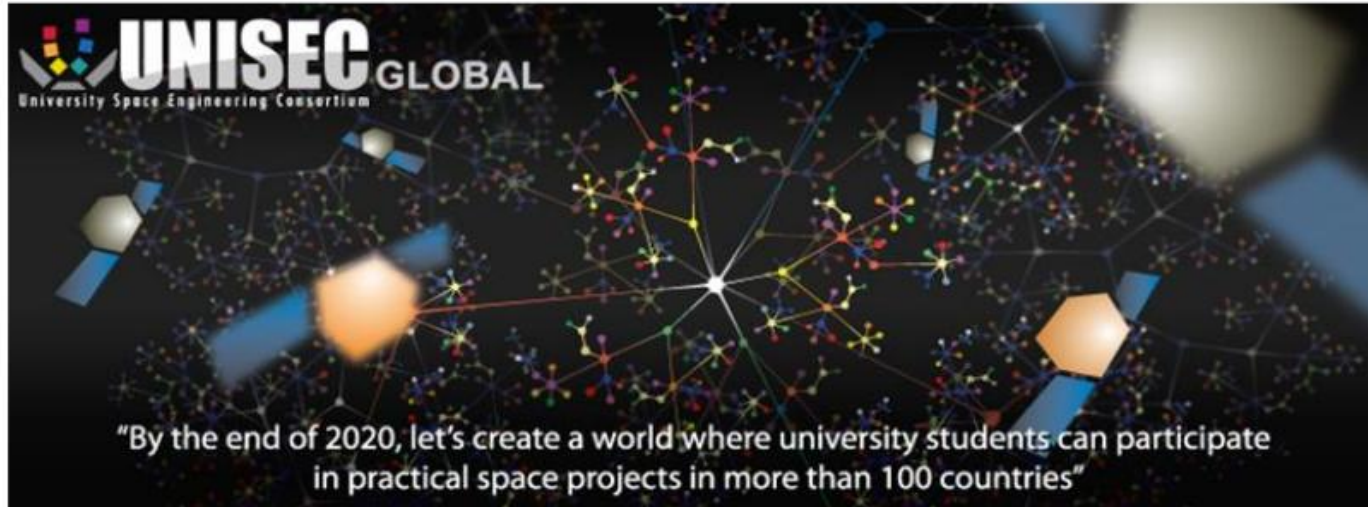 UNISEC GLOBAL
University Space Engineering Consortium
“By the end of 2020, let’s create a world where university students can participate
in practical space projects in more than 100 countries”